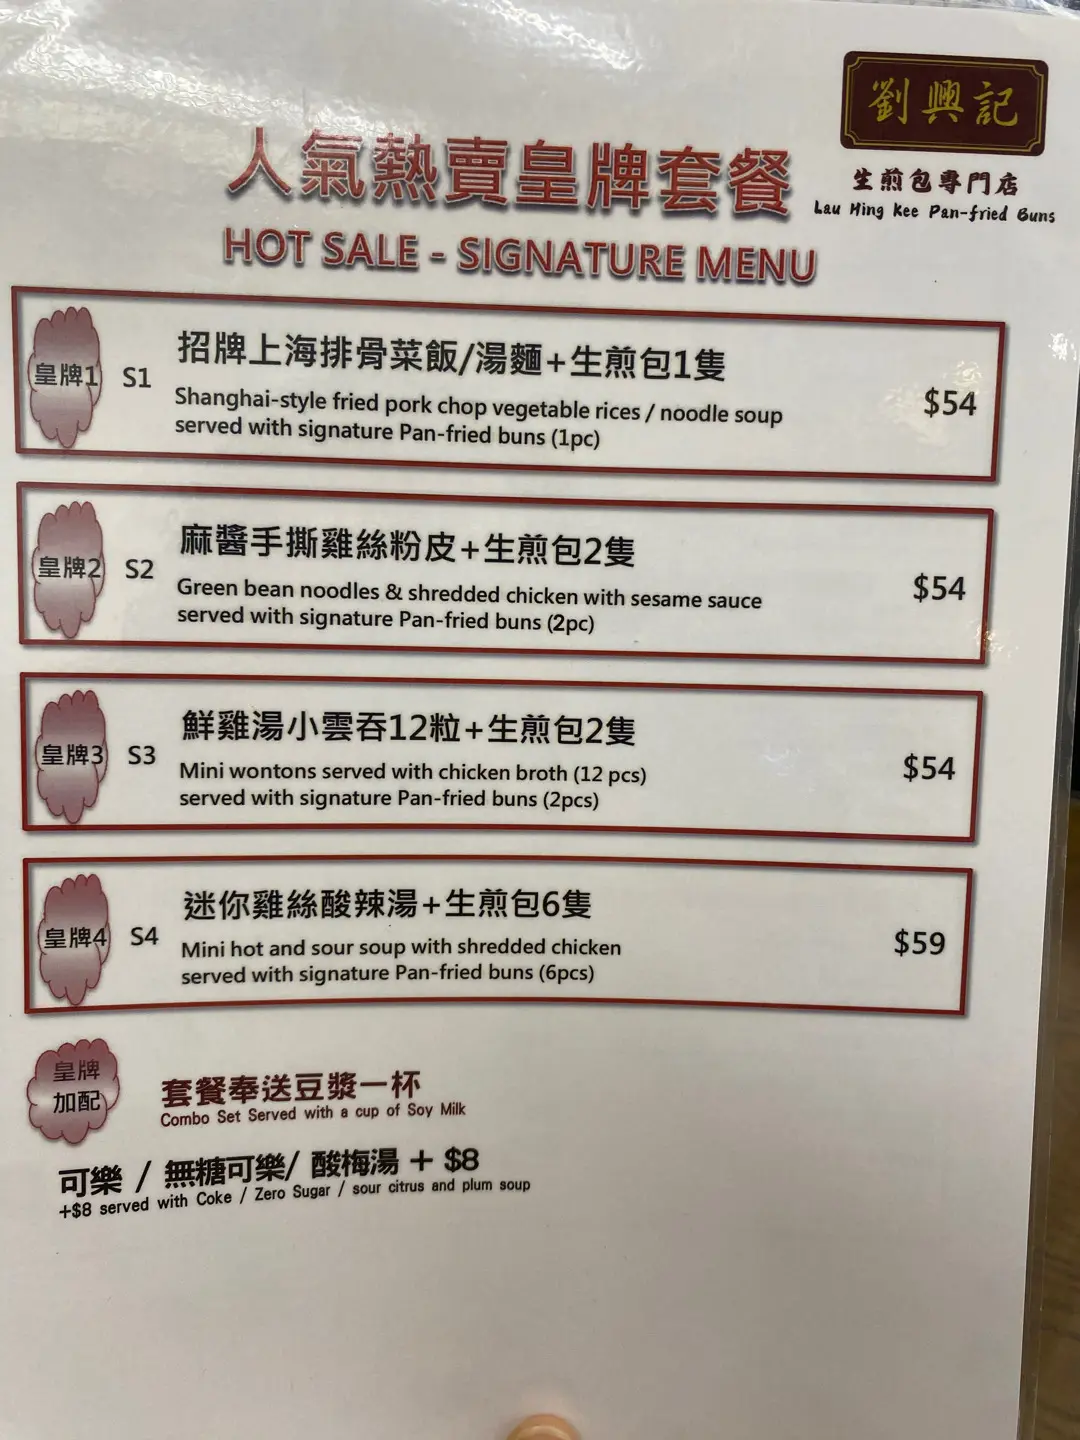 劉興記
生煎包專門店
Lau Hing Kee Pan-fried Buns
人氣熱賣皇牌套餐
HOT SALE - SIGNATURE MENU
皇牌1 S1 招牌上海排骨菜飯/湯麵+生煎包1隻
Shanghai-style fried pork chop vegetable rices / noodle soup
served with signature Pan-fried buns (1pc)
$54
皇牌2 S2 麻醬手撕雞絲粉皮+生煎包2隻
Green bean noodles & shredded chicken with sesame sauce
served with signature Pan-fried buns (2pc)
$54
皇牌3 S3 鮮雞湯小雲吞12粒+生煎包2隻
Mini wontons served with chicken broth (12 pcs)
served with signature Pan-fried buns (2pcs)
$54
皇牌4 S4 迷你雞絲酸辣湯+生煎包6隻
Mini hot and sour soup with shredded chicken
served with signature Pan-fried buns (6pcs)
$59
皇牌
加配
套餐奉送豆漿一杯
Combo Set Served with a cup of Soy Milk
可樂 / 無糖可樂/ 酸梅湯 + $8
+$8 served with Coke / Zero Sugar / sour citrus and plum soup